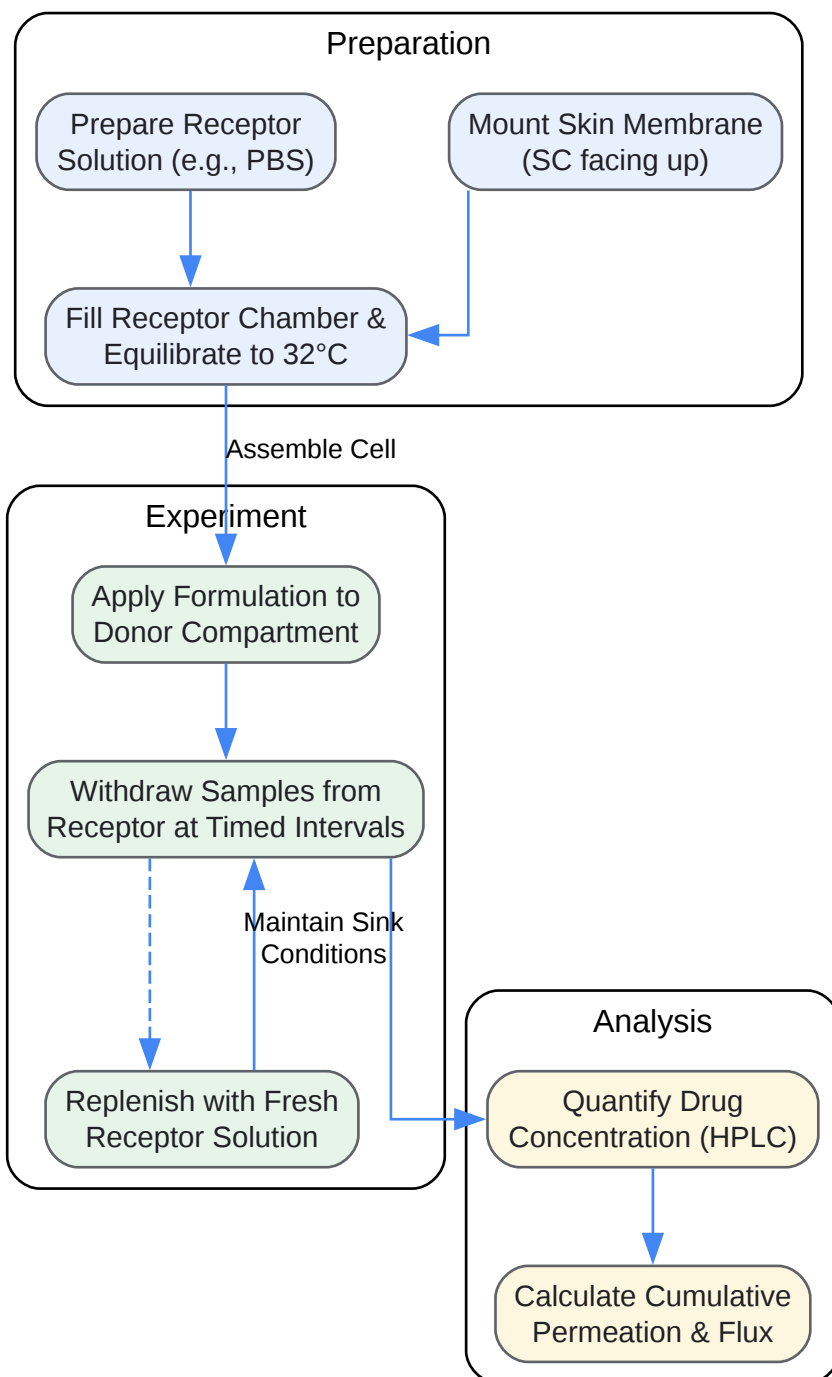 Preparation
Prepare Receptor
Solution (e.g., PBS)
Mount Skin Membrane
(SC facing up)
Fill Receptor Chamber &
Equilibrate to 32°C
Assemble Cell
Experiment
Apply Formulation to
Donor Compartment
Withdraw Samples from
Receptor at Timed Intervals
Maintain Sink
Conditions
Replenish with Fresh
Receptor Solution
Analysis
Quantify Drug
Concentration (HPLC)
Calculate Cumulative
Permeation & Flux